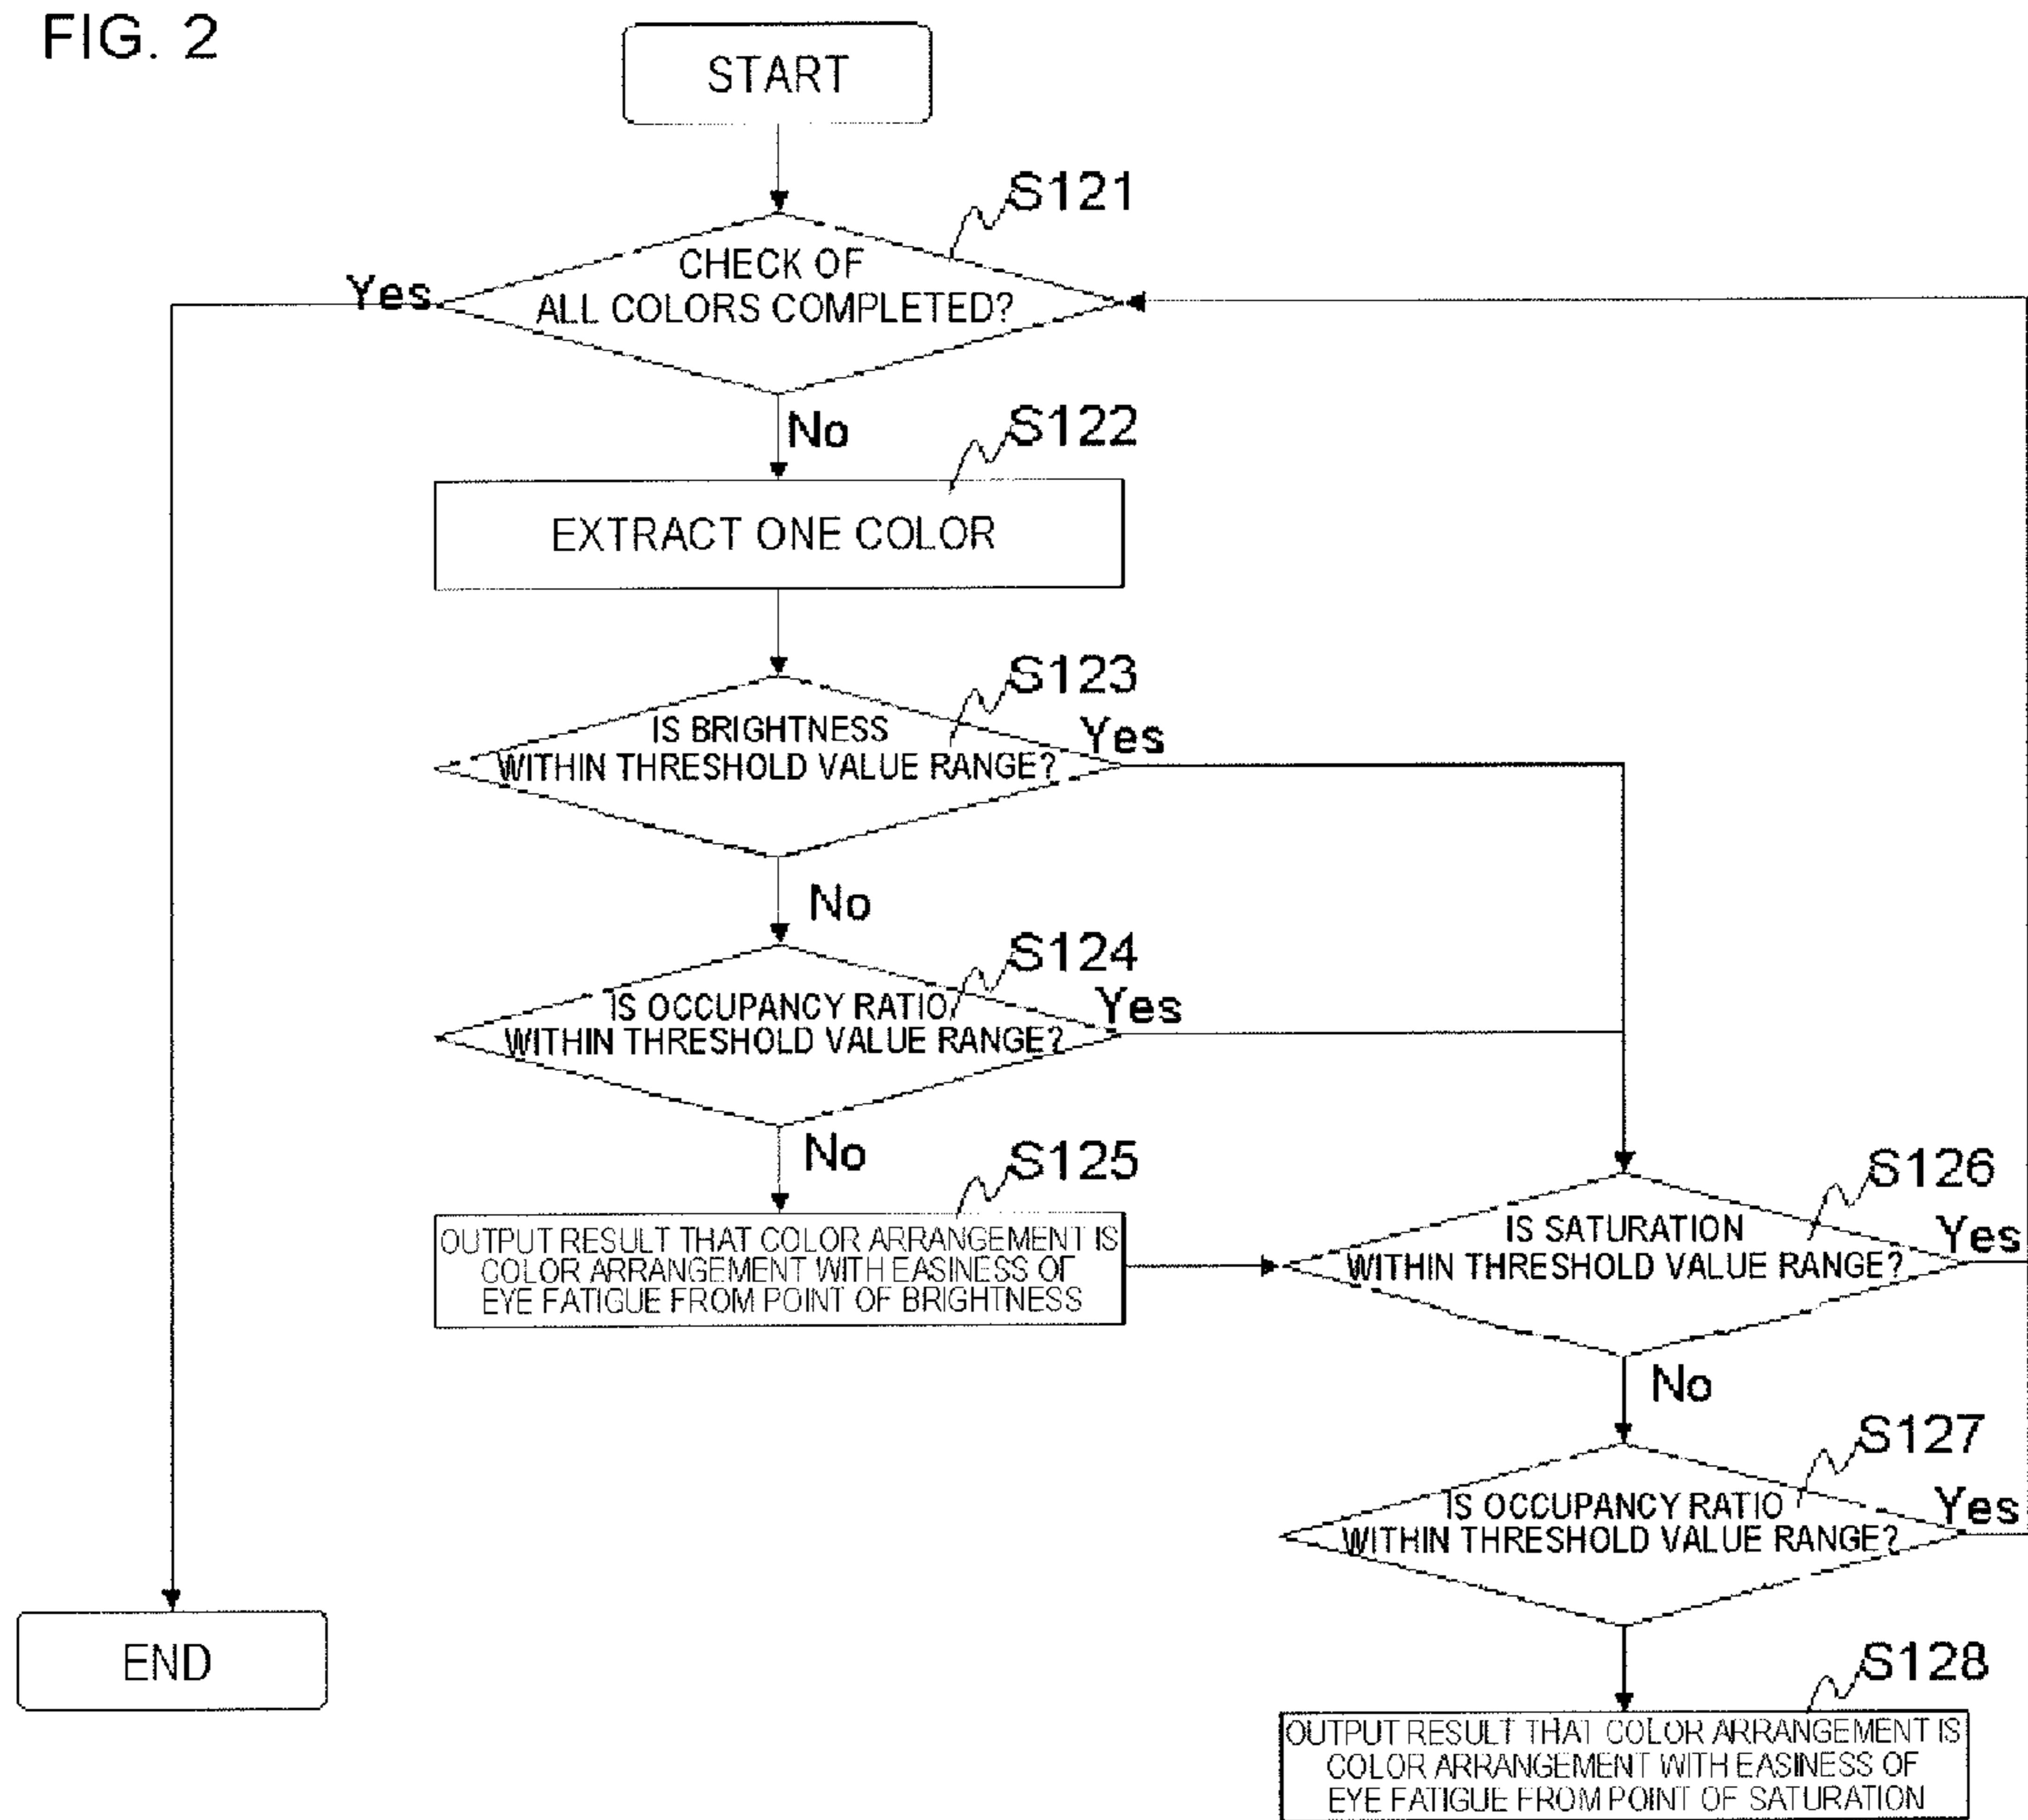 FIG. 2
START
S121
CHECK OF
ALL COLORS COMPLETED?
Yes
No
S122
EXTRACT ONE COLOR
S123
IS BRIGHTNESS
WITHIN THRESHOLD VALUE RANGE?
Yes
No
S124
IS OCCUPANCY RATIO
WITHIN THRESHOLD VALUE RANGE?
Yes
No
S125
OUTPUT RESULT THAT COLOR ARRANGEMENT IS
COLOR ARRANGEMENT WITH EASINESS OF
EYE FATIGUE FROM POINT OF BRIGHTNESS
S126
IS SATURATION
WITHIN THRESHOLD VALUE RANGE?
Yes
No
S127
IS OCCUPANCY RATIO
WITHIN THRESHOLD VALUE RANGE?
Yes
END
S128
OUTPUT RESULT THAT COLOR ARRANGEMENT IS
COLOR ARRANGEMENT WITH EASINESS OF
EYE FATIGUE FROM POINT OF SATURATION